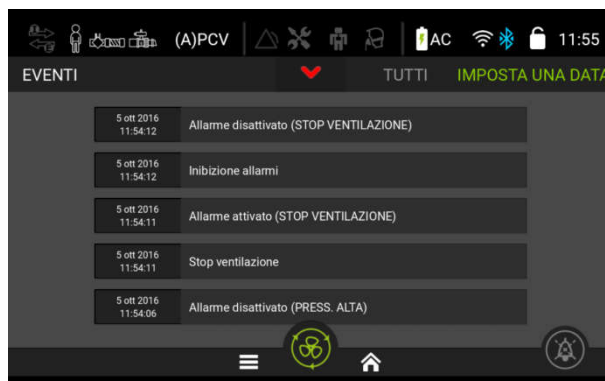 (A)PCV AC 11:55
EVENTI TUTTI IMPOSTA UNA DATA
5 ott 2016
11:54:12
Allarme disattivato (STOP VENTILAZIONE)
5 ott 2016
11:54:12
Inibizione allarmi
5 ott 2016
11:54:11
Allarme attivato (STOP VENTILAZIONE)
5 ott 2016
11:54:11
Stop ventilazione
5 ott 2016
11:54:06
Allarme disattivato (PRESS. ALTA)